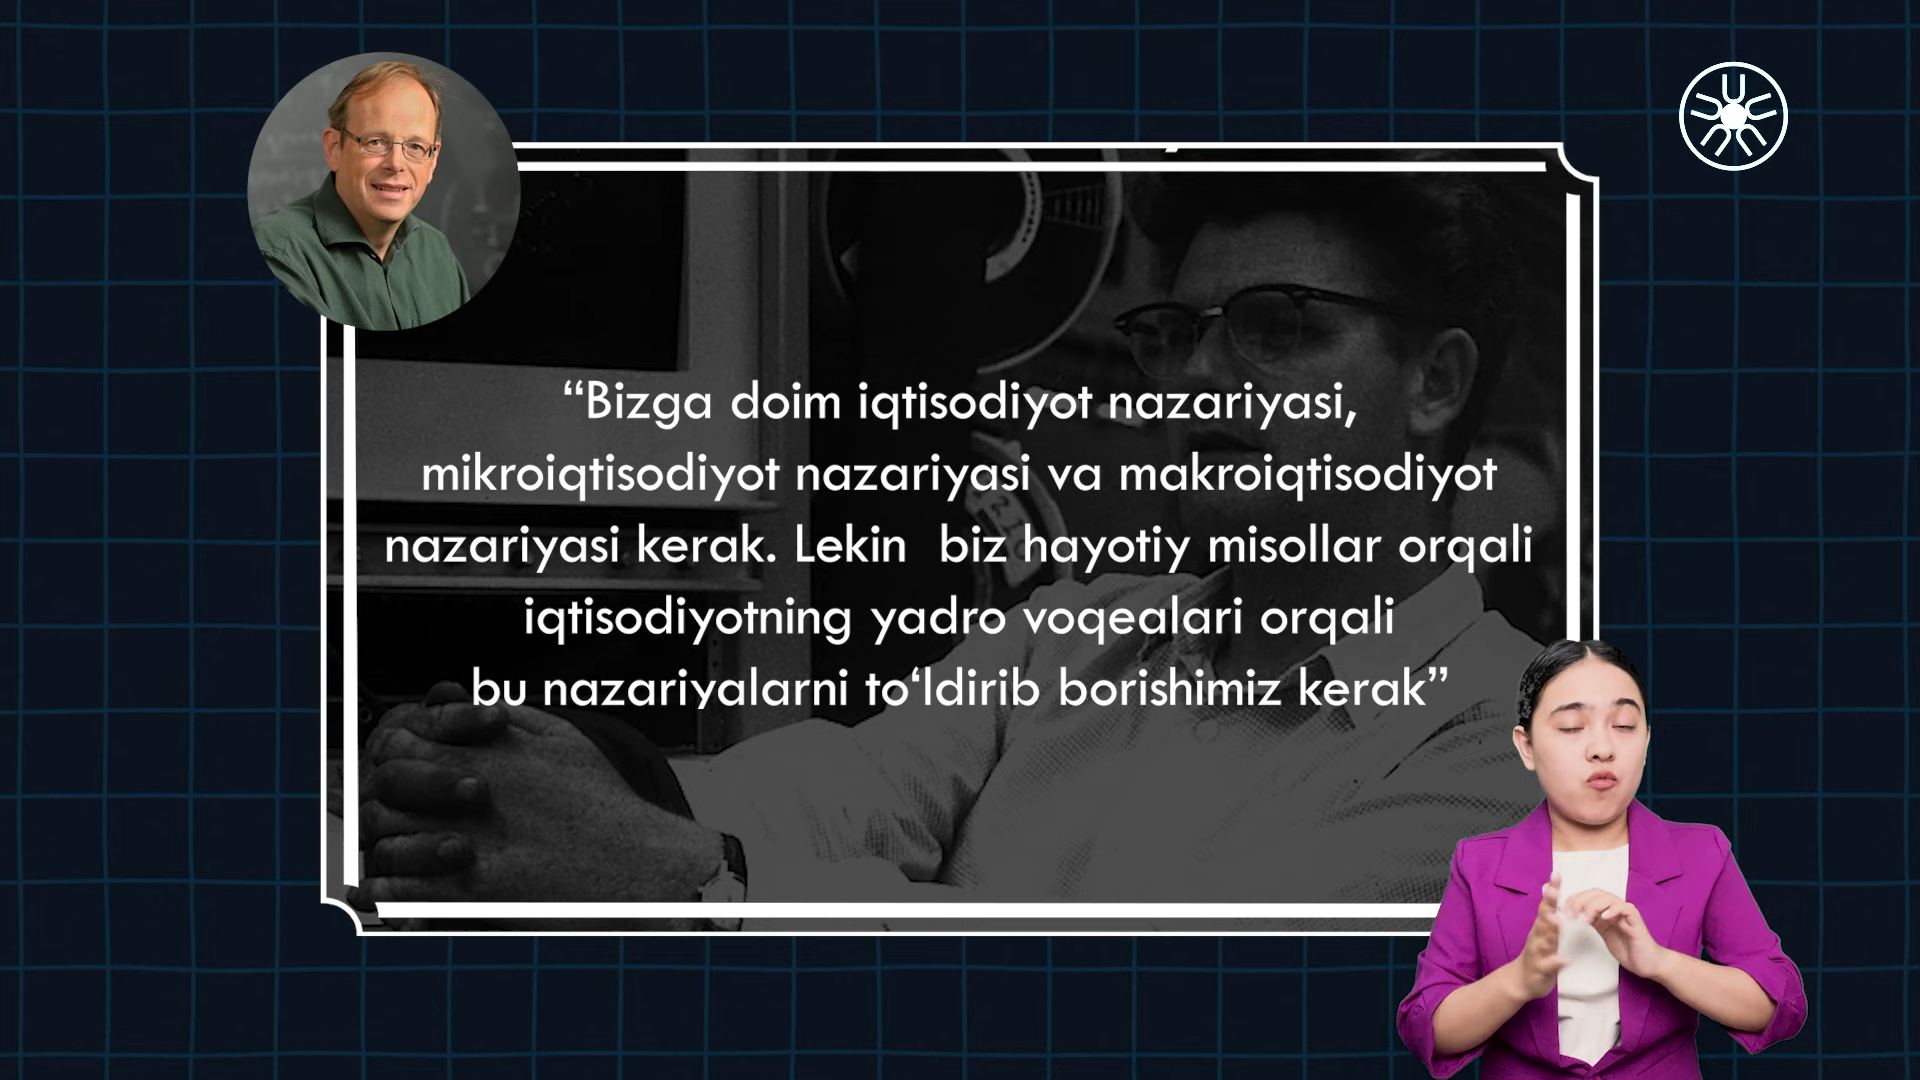 “Bizga doim iqtisodiyot nazariyasi,
mikroiqtisodiyot nazariyasi va makroiqtisodiyot
nazariyasi kerak. Lekin  biz hayotiy misollar orqali
iqtisodiyotning yadro voqealari orqali
bu nazariyalarni to‘ldirib borishimiz kerak”